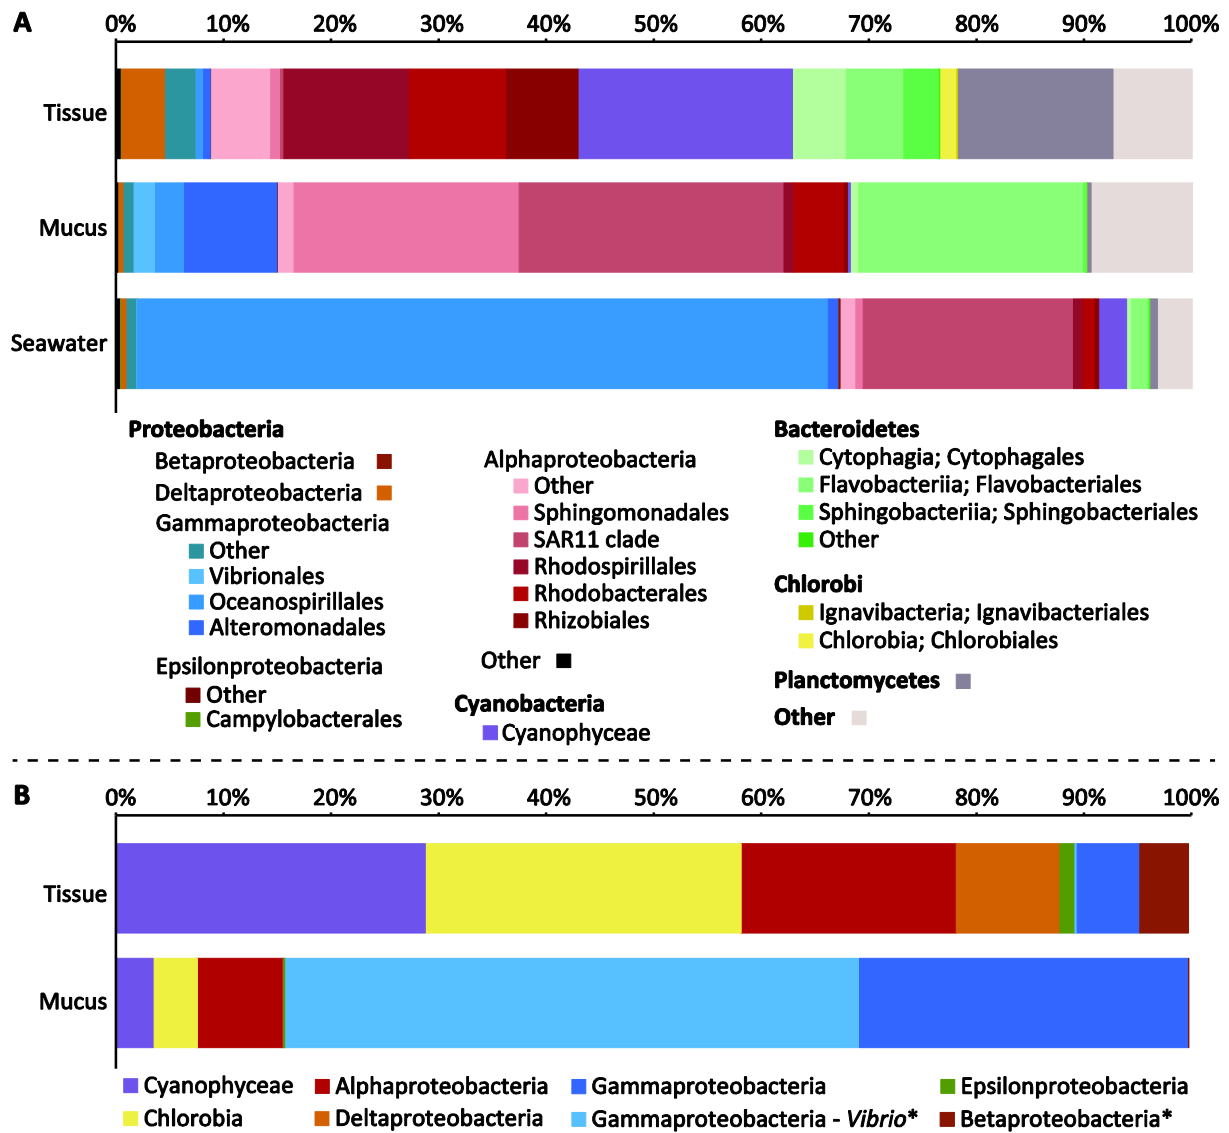 A
0% 10% 20% 30% 40% 50% 60% 70% 80% 90% 100%
Tissue
Mucus
Seawater
Proteobacteria
Betaproteobacteria
Deltaproteobacteria
Gammaproteobacteria
Other
Vibrionales
Oceanospirillales
Alteromonadales
Epsilonproteobacteria
Other
Campylobacterales
Alphaproteobacteria
Other
Sphingomonadales
SAR11 clade
Rhodospirillales
Rhodobacterales
Rhizobiales
Other
Cyanobacteria
Cyanophyceae
Bacteroidetes
Cytophagia; Cytophagales
Flavobacteriia; Flavobacteriales
Sphingobacteriia; Sphingobacteriales
Other
Chlorobi
Ignavibacteria; Ignavibacteriales
Chlorobia; Chlorobiales
Planctomycetes
Other
B
0% 10% 20% 30% 40% 50% 60% 70% 80% 90% 100%
Tissue
Mucus
Cyanophyceae Alphaproteobacteria Gammaproteobacteria Epsilonproteobacteria
Chlorobia Deltaproteobacteria Gammaproteobacteria - Vibrio* Betaproteobacteria*